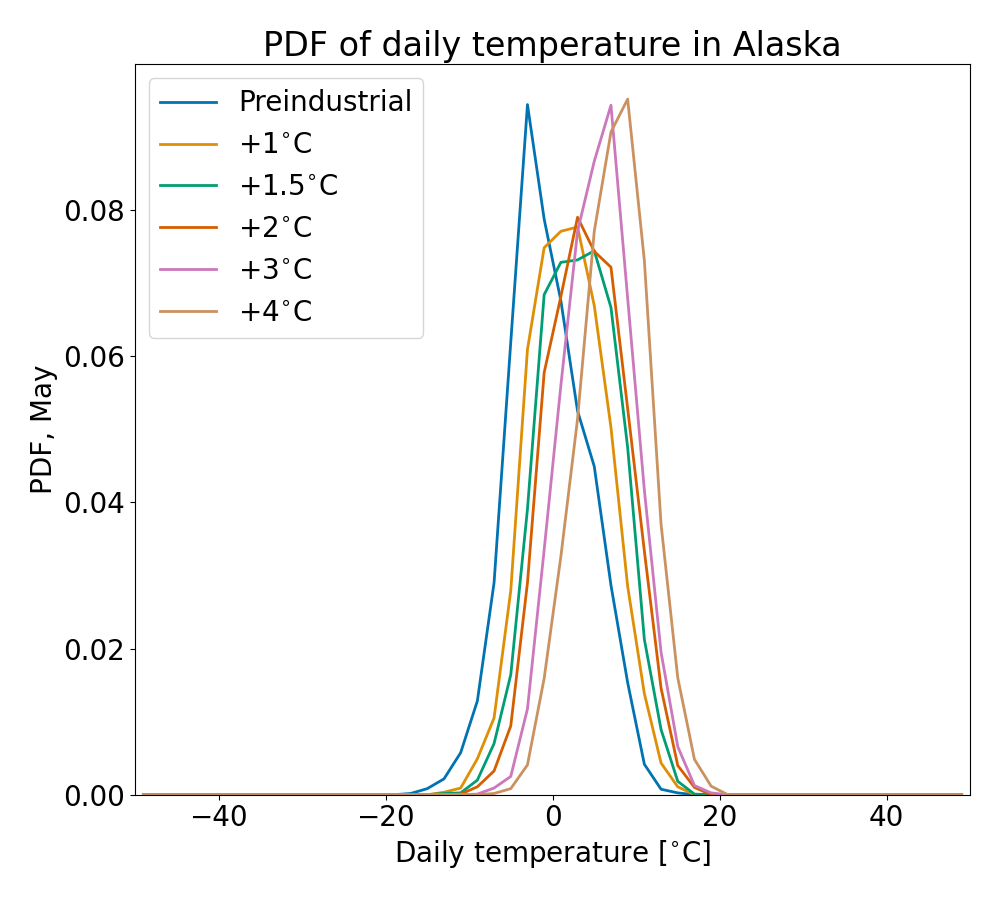 PDF of daily temperature in Alaska
Preindustrial
+1°C
+1.5°C
+2°C
+3°C
+4°C
PDF, May
0.08
0.06
0.04
0.02
0.00
−40
−20
0
20
40
Daily temperature [°C]